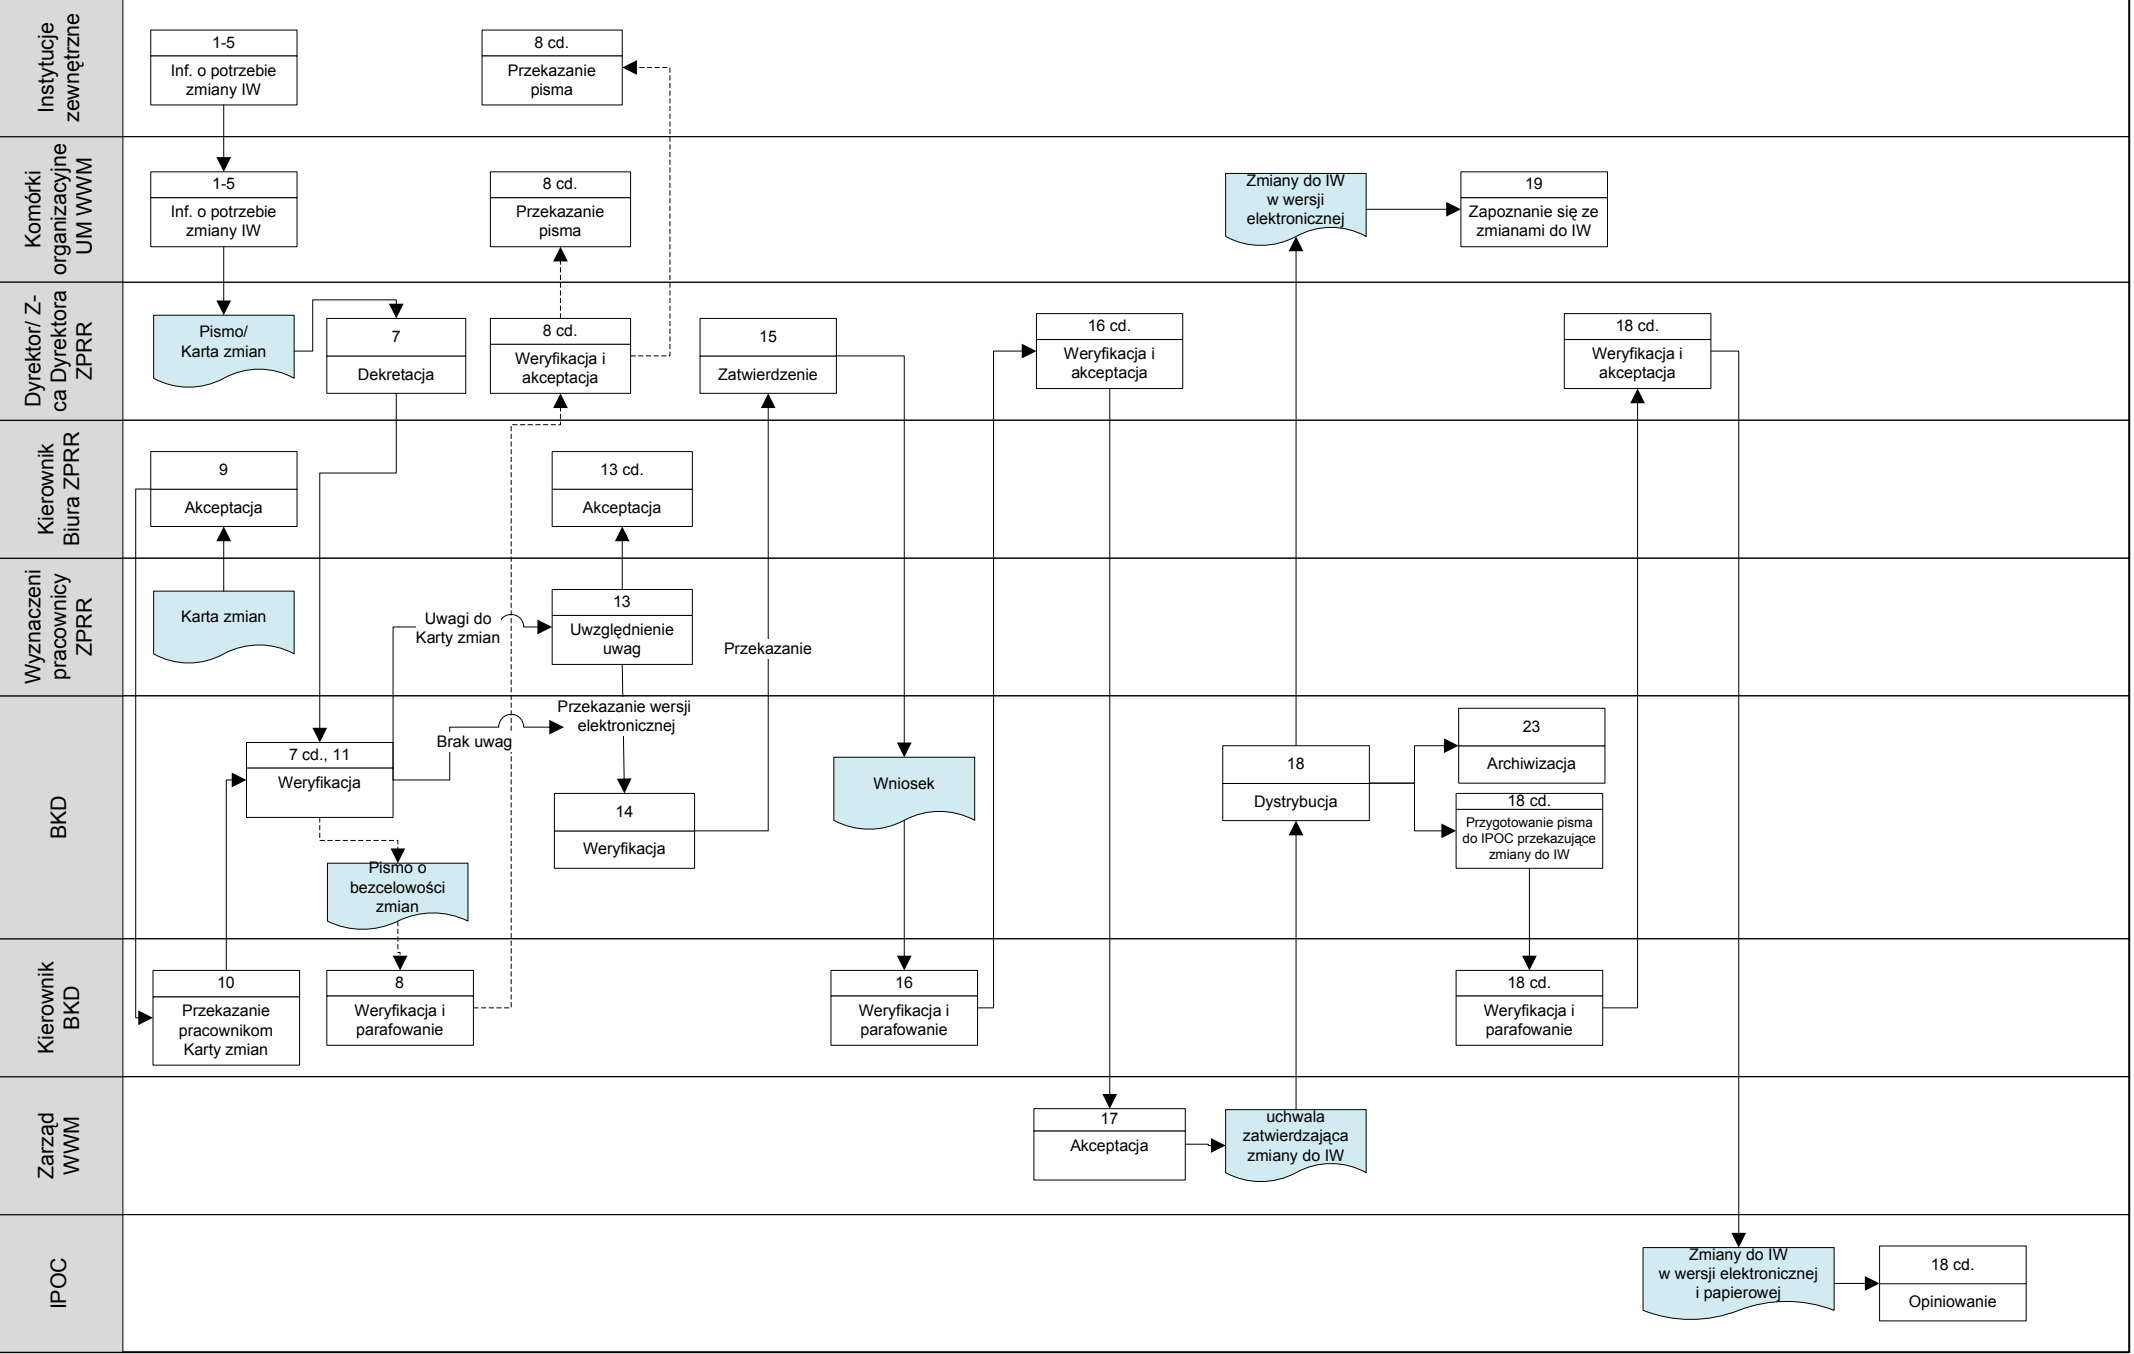 Instytucje
zewnętrzne
1-5
Inf. o potrzebie
zmiany IW
8 cd.
Przekazanie
pisma
Komórki
organizacyjne
UM WWM
1-5
Inf. o potrzebie
zmiany IW
8 cd.
Przekazanie
pisma
Zmiany do IW
w wersji
elektronicznej
19
Zapoznanie się ze
zmianami do IW
Dyrektor/ Z-
ca Dyrektora
ZPRR
Pismo/
Karta zmian
7
Dekretacja
8 cd.
Weryfikacja i
akceptacja
15
Zatwierdzenie
16 cd.
Weryfikacja i
akceptacja
18 cd.
Weryfikacja i
akceptacja
Kierownik
Biura ZPRR
9
Akceptacja
13 cd.
Akceptacja
Wyznaczeni
pracownicy
ZPRR
Karta zmian
Uwagi do
Karty zmian
13
Uwzględnienie
uwag
Przekazanie
BKD
7 cd., 11
Weryfikacja
Brak uwag
Przekazanie wersji
elektronicznej
14
Weryfikacja
Pismo o
bezcelowości
zmian
Wniosek
18
Dystrybucja
23
Archiwizacja
18 cd.
Przygotowanie pisma
do IPOC przekazujące
zmiany do IW
Kierownik
BKD
10
Przekazanie
pracownikom
Karty zmian
8
Weryfikacja i
parafowanie
16
Weryfikacja i
parafowanie
18 cd.
Weryfikacja i
parafowanie
Zarząd
WWM
17
Akceptacja
uchwala
zatwierdzająca
zmiany do IW
IPOC
Zmiany do IW
w wersji elektronicznej
i papierowej
18 cd.
Opiniowanie